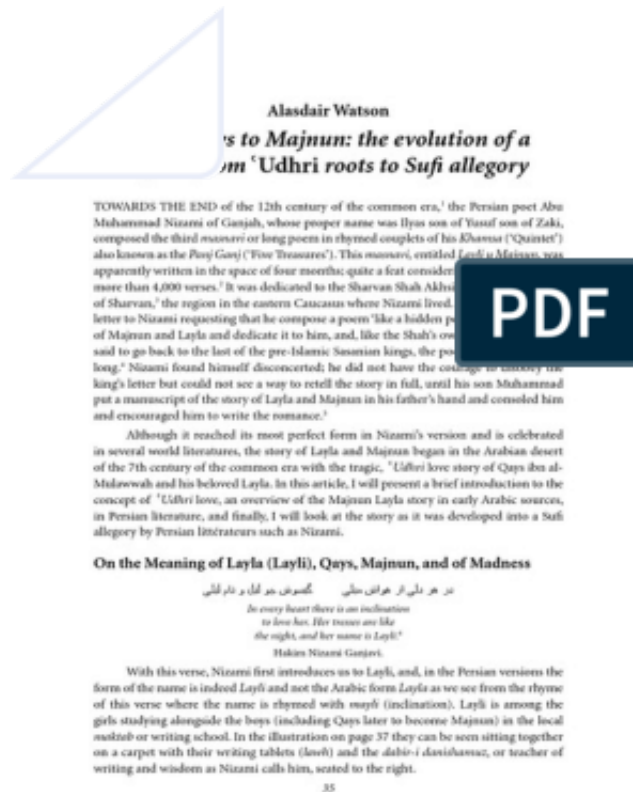 Alasdair Watson
to Majnun: the evolution of a
ʿUdhri roots to Sufi allegory
TOWARDS THE END of the 12th century of the common era,¹ the Persian poet Abu
Muhammad Nizami of Ganjah, whose proper name was Ilyas son of Yusuf son of Zaki,
composed the third masnavi or long poem in rhymed couplets of his Khamsa ('Quintet')
also known as the Panj Ganj ('Five Treasures'). This masnavi, entitled Layli u Majnun, was
apparently written in the space of four months; quite a feat
more than 4,000 verses.² It was dedicated to the Sharvan Shah
of Sharvan,³ the region in the eastern Caucasus where Nizami lived.
letter to Nizami requesting that he compose a poem 'like a hidden
of Majnun and Layla and dedicate it to him, and, like the Shah's
said to go back to the last of the pre-Islamic Sasanian kings, the
long.⁴ Nizami found himself disconcerted; he did not have the courage to disobey the
king's letter but could not see a way to retell the story in full, until his son Muhammad
put a manuscript of the story of Layla and Majnun in his father's hand and consoled him
and encouraged him to write the romance.⁵
Although it reached its most perfect form in Nizami's version and is celebrated
in several world literatures, the story of Layla and Majnun began in the Arabian desert
of the 7th century of the common era with the tragic, ʿUdhri love story of Qays ibn al-
Mulawwah and his beloved Layla. In this article, I will present a brief introduction to the
concept of ʿUdhri love, an overview of the Majnun Layla story in early Arabic sources,
in Persian literature, and finally, I will look at the story as it was developed into a Sufi
allegory by Persian littérateurs such as Nizami.
On the Meaning of Layla (Layli), Qays, Majnun, and of Madness
در هر دلی از هواش میلی گیسوش چو لیل و نام لیلی
In every heart there is an inclination
to love her. Her tresses are like
the night, and her name is Layli.⁶
Hakim Nizami Ganjavi.
With this verse, Nizami first introduces us to Layli, and, in the Persian versions the
form of the name is indeed Layli and not the Arabic form Layla as we see from the rhyme
of this verse where the name is rhymed with mayli (inclination). Layli is among the
girls studying alongside the boys (including Qays later to become Majnun) in the local
maktab or writing school. In the illustration on page 37 they can be seen sitting together
on a carpet with their writing tablets (lawh) and the dabir-i danishamuz, or teacher of
writing and wisdom as Nizami calls him, seated to the right.
35
PDF